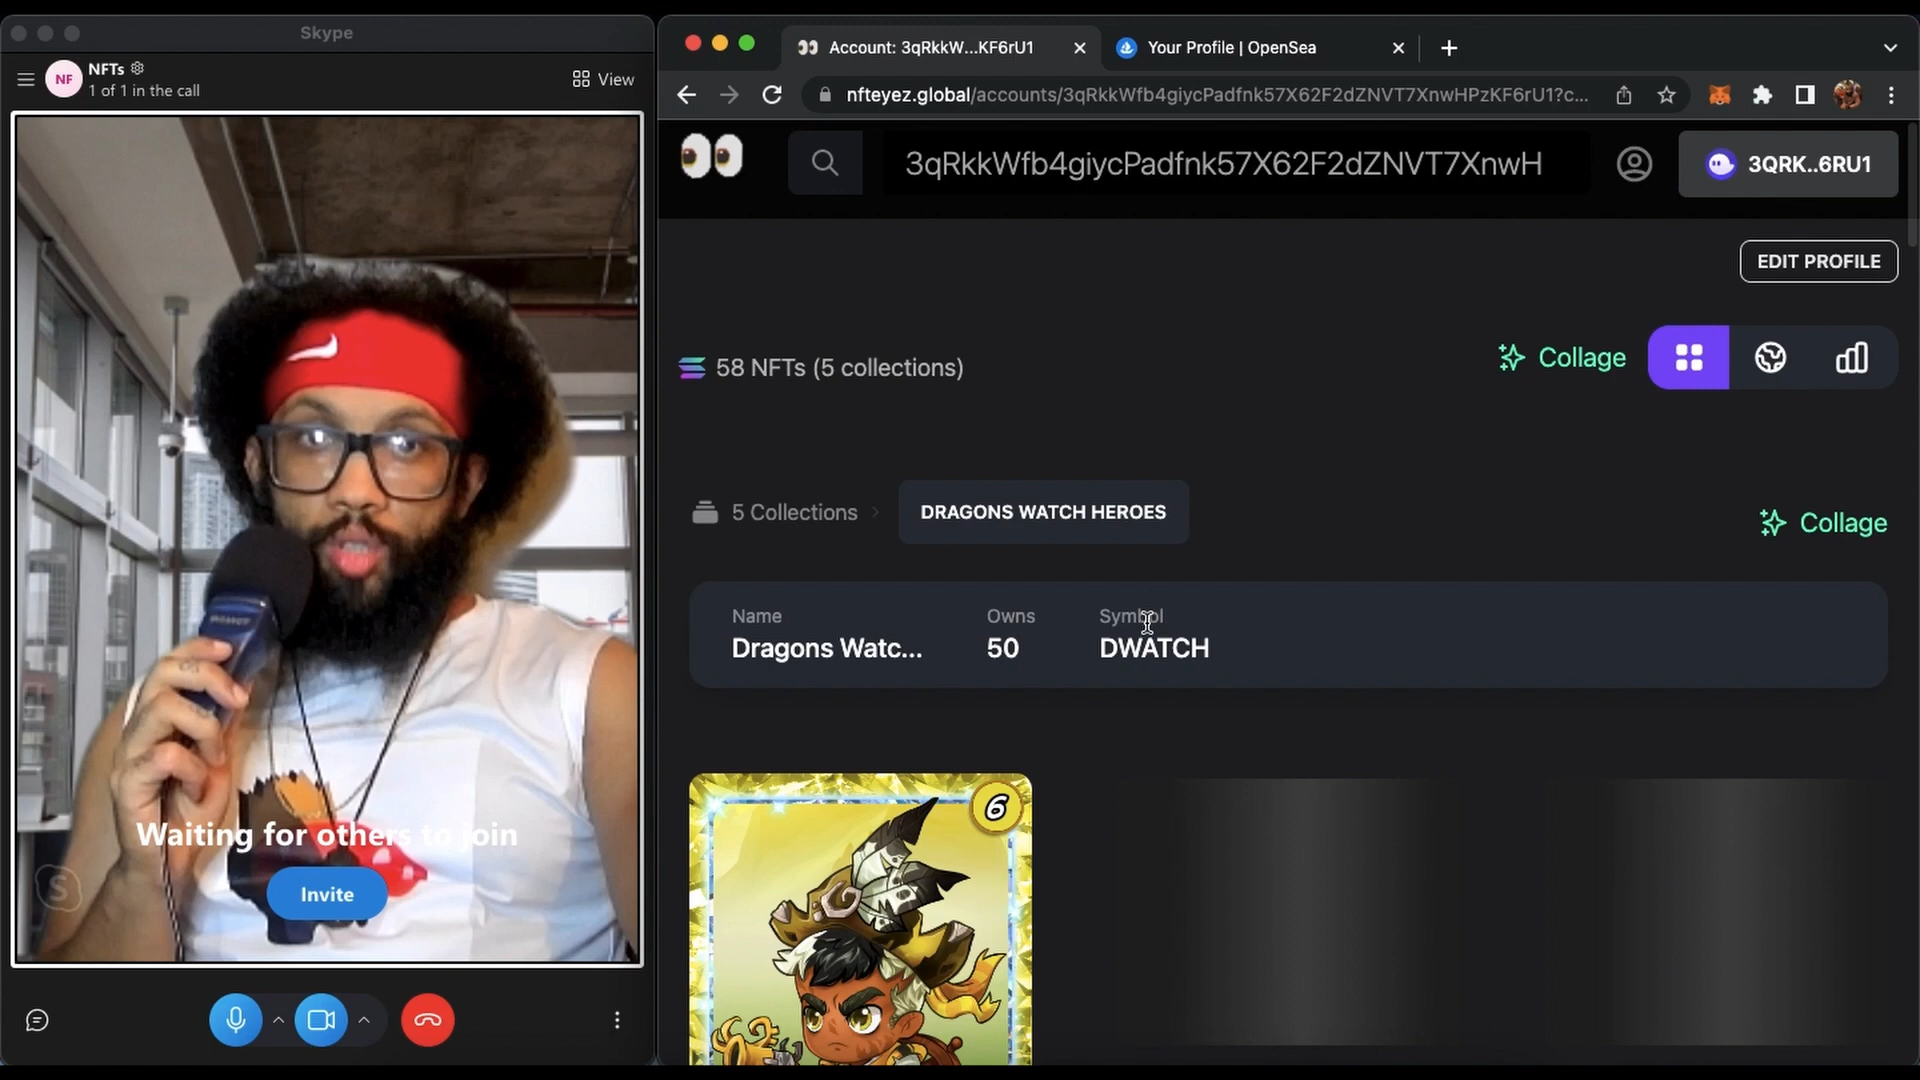 Skype
NF
NFTs
1 of 1 in the call
View
Waiting for others to join
Invite
Account: 3qRkkW...KF6rU1
Your Profile | OpenSea
nfteyez.global/accounts/3qRkkWfb4giycPadfnk57X62F2dZNVT7XnwHPzKF6rU1?c...
3qRkkWfb4giycPadfnk57X62F2dZNVT7XnwH
3QRK..6RU1
EDIT PROFILE
58 NFTs (5 collections)
Collage
5 Collections
DRAGONS WATCH HEROES
Collage
Name
Owns
Symbol
Dragons Watc...
50
DWATCH
6